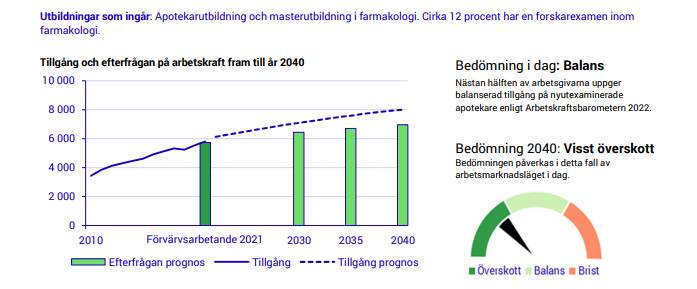 Utbildningar som ingår: Apotekarutbildning och masterutbildning i farmakologi. Cirka 12 procent har en forskarexamen inom
farmakologi.
Tillgång och efterfrågan på arbetskraft fram till år 2040
10 000
8 000
6 000
4 000
2 000
0
2010 Förvärvsarbetande 2021 2030 2035 2040
Efterfrågan prognos Tillgång Tillgång prognos
Bedömning i dag: Balans
Nästan hälften av arbetsgivarna uppger
balanserad tillgång på nyutexaminerade
apotekare enligt Arbetskraftsbarometern 2022.
Bedömning 2040: Visst överskott
Bedömningen påverkas i detta fall av
arbetsmarknadsläget i dag.
Överskott Balans Brist